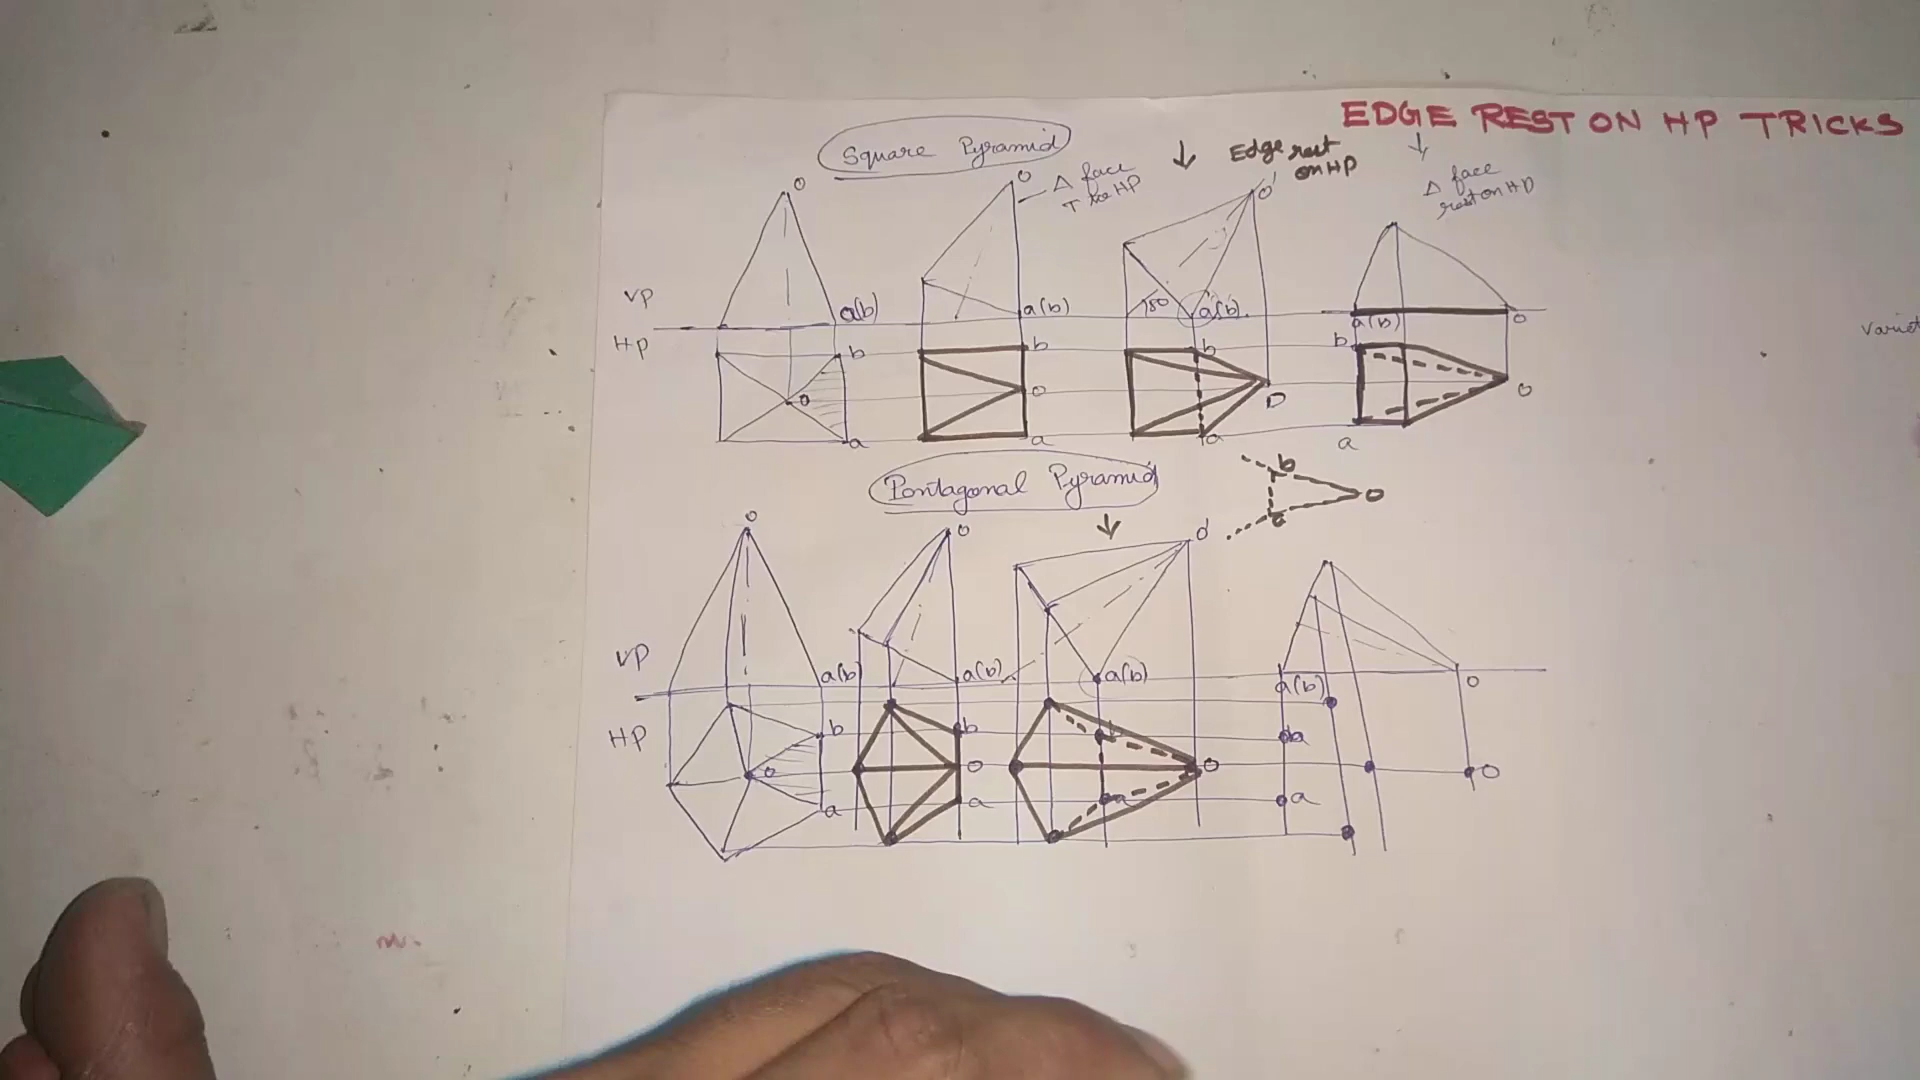 EDGE REST ON HP TRICKS
Square Pyramid
Edge rest
on HP
O
Δ face
O
O'
Δ face
rest on HP
VP
HP
a(b)
a(b)
a'(b')
a(b)
O
b
b
b
b
O
O
O
O
a
a
a
a
Pentagonal Pyramid
b
O
a
O
O
O'
VP
HP
a(b)
a(b)
a(b)
a(b)
O
b
b
b
a
O
O
O
O
a
a
a
a